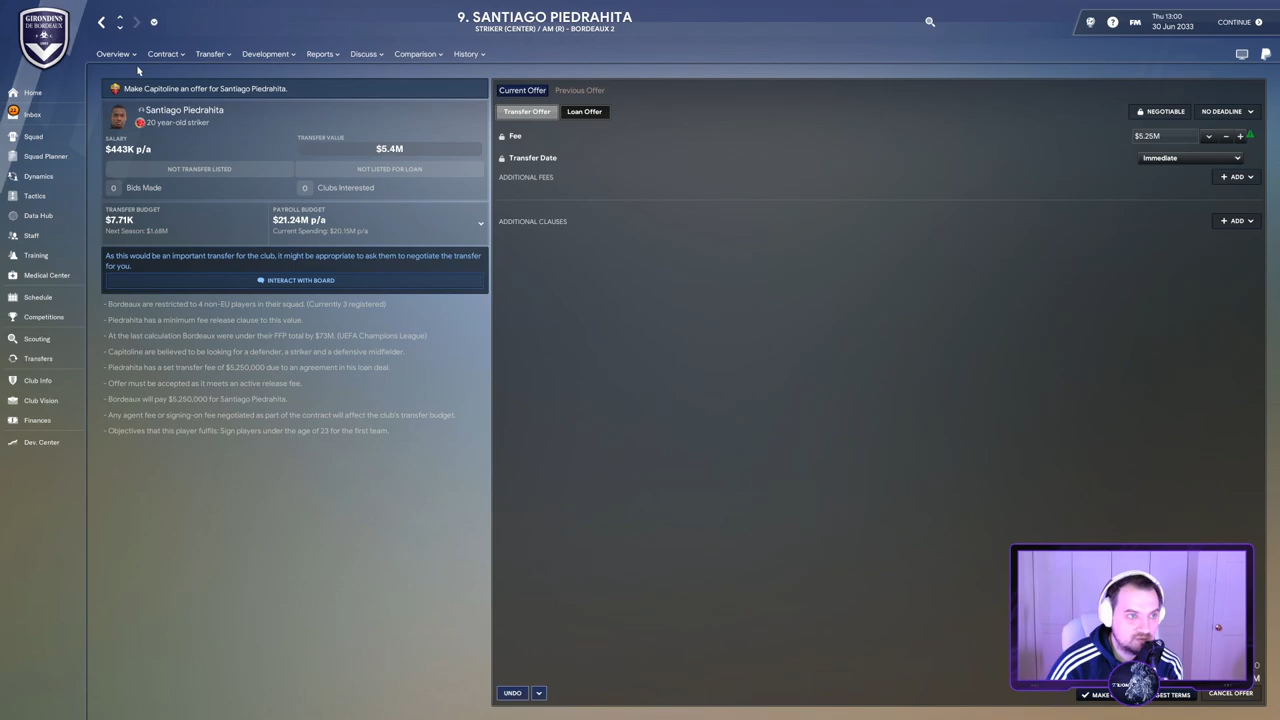 GIRONDINS
DE BORDEAUX
9. SANTIAGO PIEDRAHITA
STRIKER (CENTER) / AM (R) - BORDEAUX 2
FM
Thu 13:00
30 Jun 2033
CONTINUE
Overview
Contract
Transfer
Development
Reports
Discuss
Comparison
History
Home
Inbox
Squad
Squad Planner
Dynamics
Tactics
Data Hub
Staff
Training
Medical Center
Schedule
Competitions
Scouting
Transfers
Club Info
Club Vision
Finances
Dev. Center
Make Capitoline an offer for Santiago Piedrahita.
Santiago Piedrahita
20 year-old striker
SALARY
$443K p/a
TRANSFER VALUE
$5.4M
NOT TRANSFER LISTED
NOT LISTED FOR LOAN
0 Bids Made
0 Clubs Interested
TRANSFER BUDGET
$7.71K
Next Season: $1.68M
PAYROLL BUDGET
$21.24M p/a
Current Spending: $20.15M p/a
As this would be an important transfer for the club, it might be appropriate to ask them to negotiate the transfer
for you.
INTERACT WITH BOARD
- Bordeaux are restricted to 4 non-EU players in their squad. (Currently 3 registered)
- Piedrahita has a minimum fee release clause to this value.
- At the last calculation Bordeaux were under their FFP total by $73M. (UEFA Champions League)
- Capitoline are believed to be looking for a defender, a striker and a defensive midfielder.
- Piedrahita has a set transfer fee of $5,250,000 due to an agreement in his loan deal.
- Offer must be accepted as it meets an active release fee.
- Bordeaux will pay $5,250,000 for Santiago Piedrahita.
- Any agent fee or signing-on fee negotiated as part of the contract will affect the club's transfer budget.
- Objectives that this player fulfils: Sign players under the age of 23 for the first team.
Current Offer
Previous Offer
Transfer Offer
Loan Offer
NEGOTIABLE
NO DEADLINE
Fee
$5.25M
Transfer Date
Immediate
ADDITIONAL FEES
ADD
ADDITIONAL CLAUSES
ADD
UNDO
MAKE
GEST TERMS
CANCEL OFFER